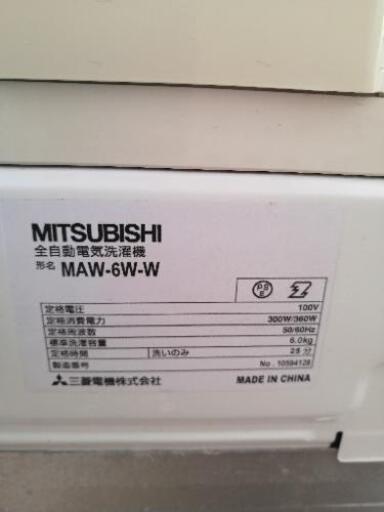 MITSUBISHI
全自動電気洗濯機
形名 MAW-6W-W
PS E
定格電圧 100V
定格消費電力 300W/360W
定格周波数 50/60Hz
標準洗濯容量 6.0kg
定格時間 洗いのみ 25 分
製造番号 No. 10594128
三菱電機株式会社 MADE IN CHINA